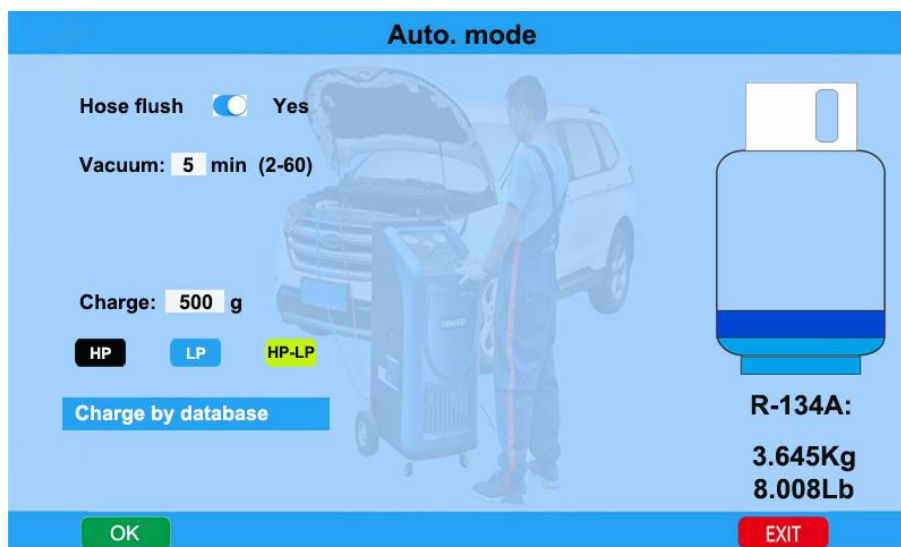 Auto. mode
Hose flush Yes
Vacuum: 5 min (2-60)
Charge: 500 g
HP LP HP-LP
Charge by database
R-134A:
3.645Kg
8.008Lb
OK EXIT